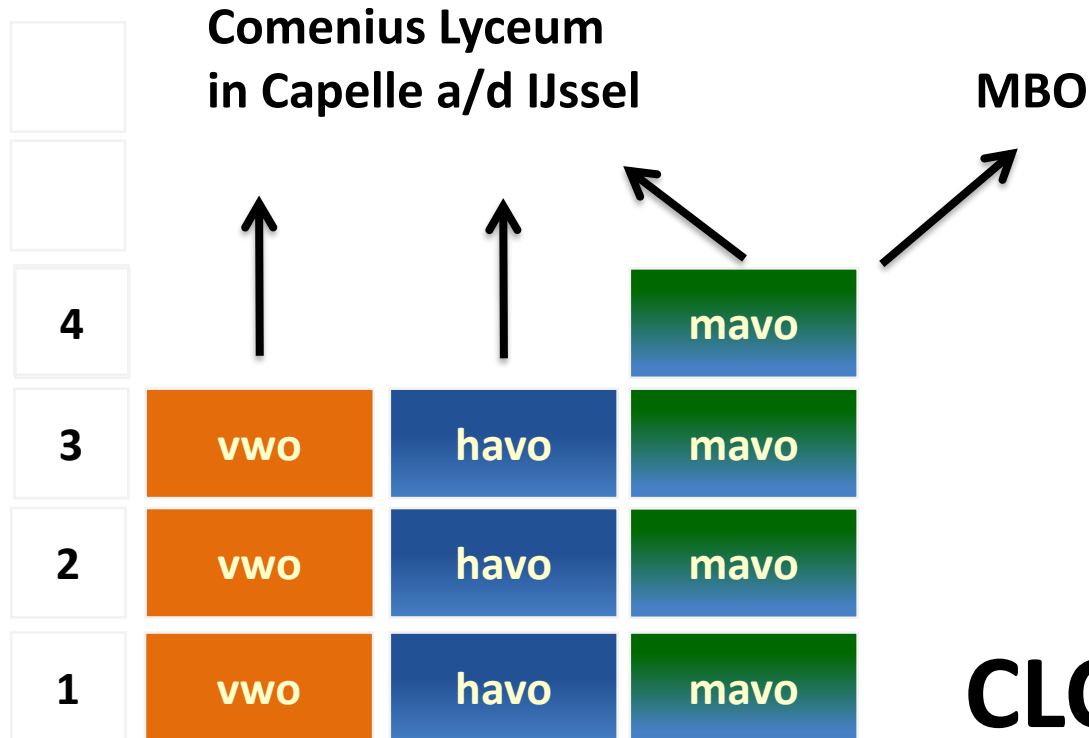 Comenius Lyceum
in Capelle a/d IJssel
MBO
4 mavo
3 vwo havo mavo
2 vwo havo mavo
1 vwo havo mavo